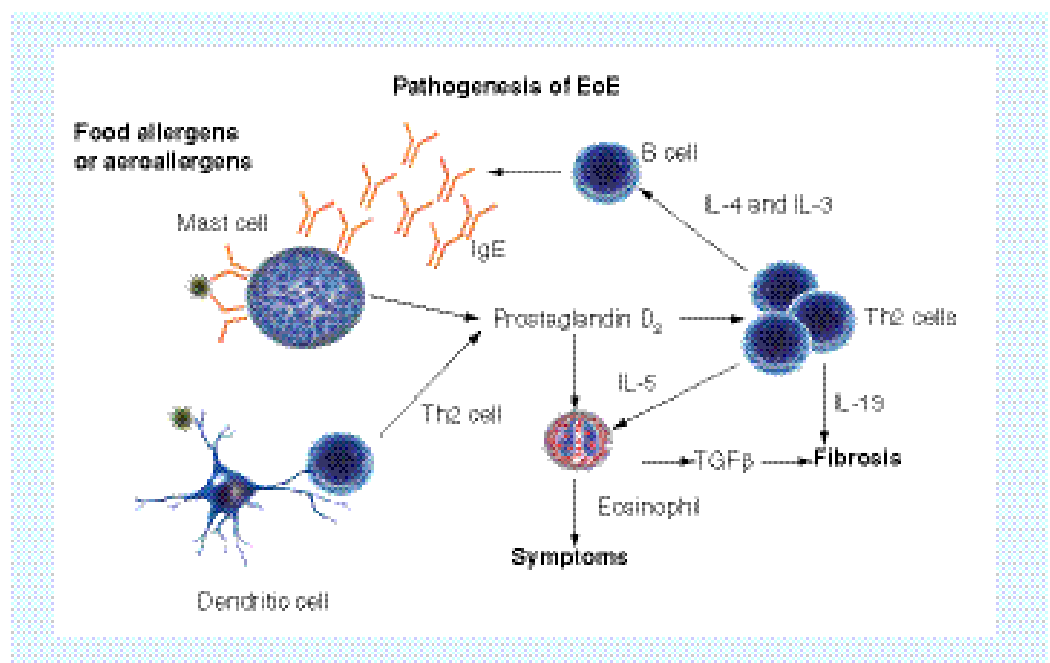 Pathogenesis of EoE
Food allergens
or aeroallergens
B cell
Mast cell
IL-4 and IL-3
IgE
Prostaglandin D₂
Th2 cells
IL-5
Th2 cell
IL-13
TGFβ
Fibrosis
Eosinophil
Symptoms
Dendritic cell